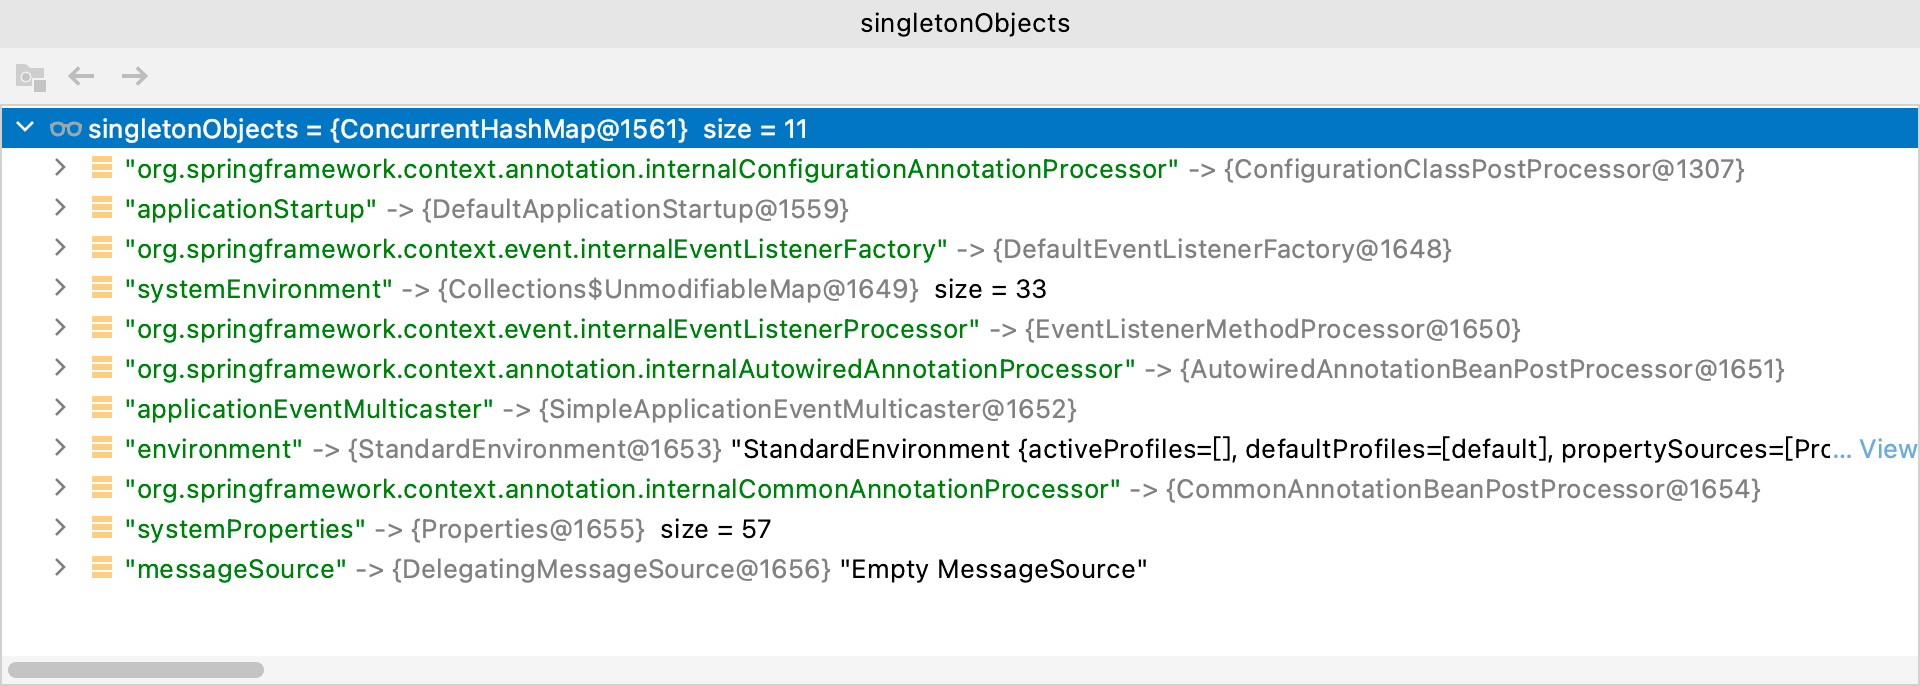 singletonObjects
singletonObjects = {ConcurrentHashMap@1561} size = 11
"org.springframework.context.annotation.internalConfigurationAnnotationProcessor" -> {ConfigurationClassPostProcessor@1307}
"applicationStartup" -> {DefaultApplicationStartup@1559}
"org.springframework.context.event.internalEventListenerFactory" -> {DefaultEventListenerFactory@1648}
"systemEnvironment" -> {Collections$UnmodifiableMap@1649} size = 33
"org.springframework.context.event.internalEventListenerProcessor" -> {EventListenerMethodProcessor@1650}
"org.springframework.context.annotation.internalAutowiredAnnotationProcessor" -> {AutowiredAnnotationBeanPostProcessor@1651}
"applicationEventMulticaster" -> {SimpleApplicationEventMulticaster@1652}
"environment" -> {StandardEnvironment@1653} "StandardEnvironment {activeProfiles=[], defaultProfiles=[default], propertySources=[Prc... View
"org.springframework.context.annotation.internalCommonAnnotationProcessor" -> {CommonAnnotationBeanPostProcessor@1654}
"systemProperties" -> {Properties@1655} size = 57
"messageSource" -> {DelegatingMessageSource@1656} "Empty MessageSource"